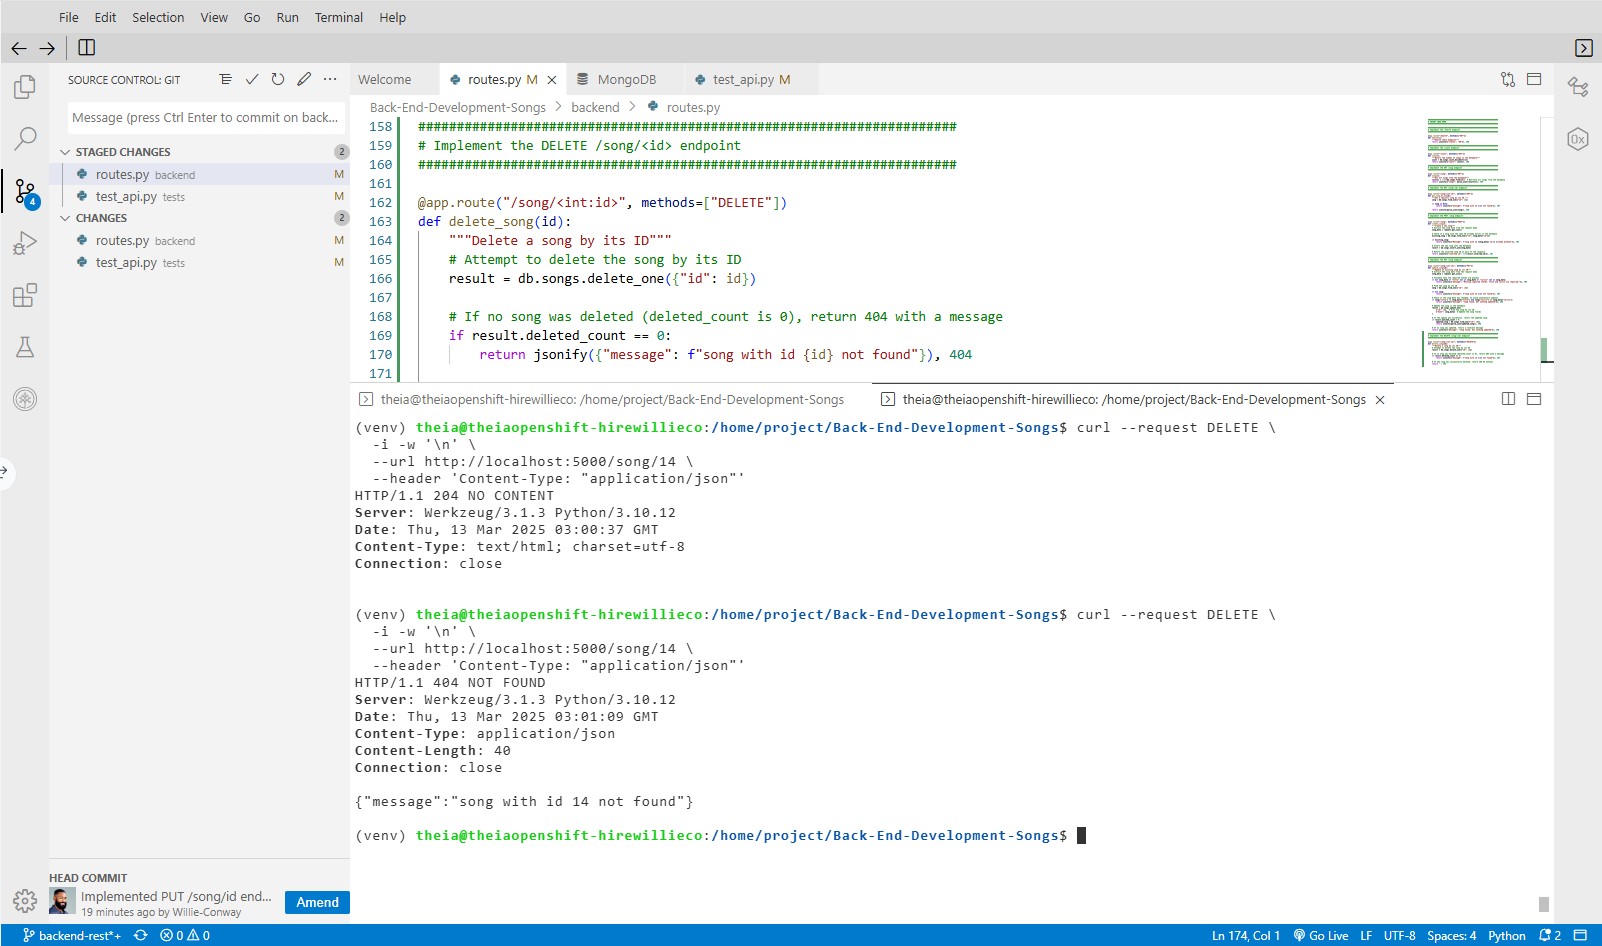 File Edit Selection View Go Run Terminal Help
SOURCE CONTROL: GIT
Message (press Ctrl Enter to commit on back...
STAGED CHANGES 2
routes.py backend M
test_api.py tests M
CHANGES 2
routes.py backend M
test_api.py tests M
4
HEAD COMMIT
Implemented PUT /song/id end...
19 minutes ago by Willie-Conway
Amend
Welcome routes.py M MongoDB test_api.py M
Back-End-Development-Songs > backend > routes.py
158 ######################################################################
159 # Implement the DELETE /song/<id> endpoint
160 ######################################################################
161
162 @app.route("/song/<int:id>", methods=["DELETE"])
163 def delete_song(id):
164 """Delete a song by its ID"""
165 # Attempt to delete the song by its ID
166 result = db.songs.delete_one({"id": id})
167
168 # If no song was deleted (deleted_count is 0), return 404 with a message
169 if result.deleted_count == 0:
170 return jsonify({"message": f"song with id {id} not found"}), 404
171
theia@theiaopenshift-hirewillieco: /home/project/Back-End-Development-Songs theia@theiaopenshift-hirewillieco: /home/project/Back-End-Development-Songs
(venv) theia@theiaopenshift-hirewillieco:/home/project/Back-End-Development-Songs$ curl --request DELETE \
-i -w '\n' \
--url http://localhost:5000/song/14 \
--header 'Content-Type: "application/json"'
HTTP/1.1 204 NO CONTENT
Server: Werkzeug/3.1.3 Python/3.10.12
Date: Thu, 13 Mar 2025 03:00:37 GMT
Content-Type: text/html; charset=utf-8
Connection: close
(venv) theia@theiaopenshift-hirewillieco:/home/project/Back-End-Development-Songs$ curl --request DELETE \
-i -w '\n' \
--url http://localhost:5000/song/14 \
--header 'Content-Type: "application/json"'
HTTP/1.1 404 NOT FOUND
Server: Werkzeug/3.1.3 Python/3.10.12
Date: Thu, 13 Mar 2025 03:01:09 GMT
Content-Type: application/json
Content-Length: 40
Connection: close
{"message":"song with id 14 not found"}
(venv) theia@theiaopenshift-hirewillieco:/home/project/Back-End-Development-Songs$
0x
backend-rest*+ 0 0 Ln 174, Col 1 Go Live LF UTF-8 Spaces: 4 Python 2